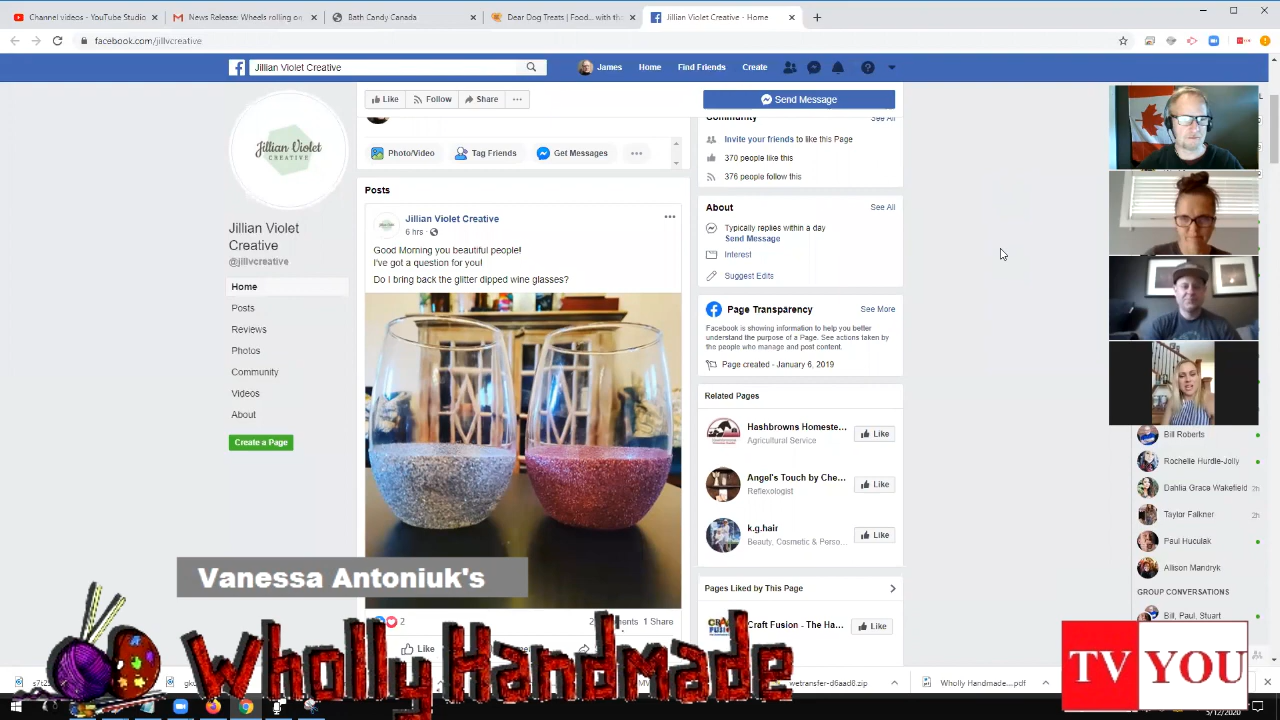 Channel videos - YouTube Studio
News Release: Wheels rolling on
Bath Candy Canada
Dear Dog Treats | Food... with th
Jillian Violet Creative - Home
facebook.com/jillvcreative
Jillian Violet Creative
James
Home
Find Friends
Create
Like
Follow
Share
Send Message
Jillian Violet
CREATIVE
Jillian Violet
Creative
@jillvcreative
Home
Posts
Reviews
Photos
Community
Videos
About
Create a Page
Photo/Video
Tag Friends
Get Messages
Posts
Jillian Violet Creative
6 hrs
Good Morning you beautiful people!
I've got a question for you!
Do I bring back the glitter dipped wine glasses?
2
1 Share
Like
Community
See All
Invite your friends to like this Page
370 people like this
376 people follow this
About
See All
Typically replies within a day
Send Message
Interest
Suggest Edits
Page Transparency
See More
Facebook is showing information to help you better
understand the purpose of a Page. See actions taken
by the people who manage and post content.
Page created - January 6, 2019
Related Pages
Hashbrowns Homeste...
Agricultural Service
Like
Angel's Touch by Che...
Reflexologist
Like
k.g.hair
Beauty, Cosmetic & Perso...
Like
Pages Liked by This Page
Craft Fusion - The Ha...
Like
Bill Roberts
Rochelle Hurdle-Jolly
Dahlia Grace Wakefield
2h
Taylor Falkner
2h
Paul Huculak
Allison Mandryk
GROUP CONVERSATIONS
Bill, Paul, Stuart
Vanessa Antoniuk's
Wholly Handmade
TV YOU
wetransfer-d6aad8.zip
Wholly Handmade....pdf
5/12/2020